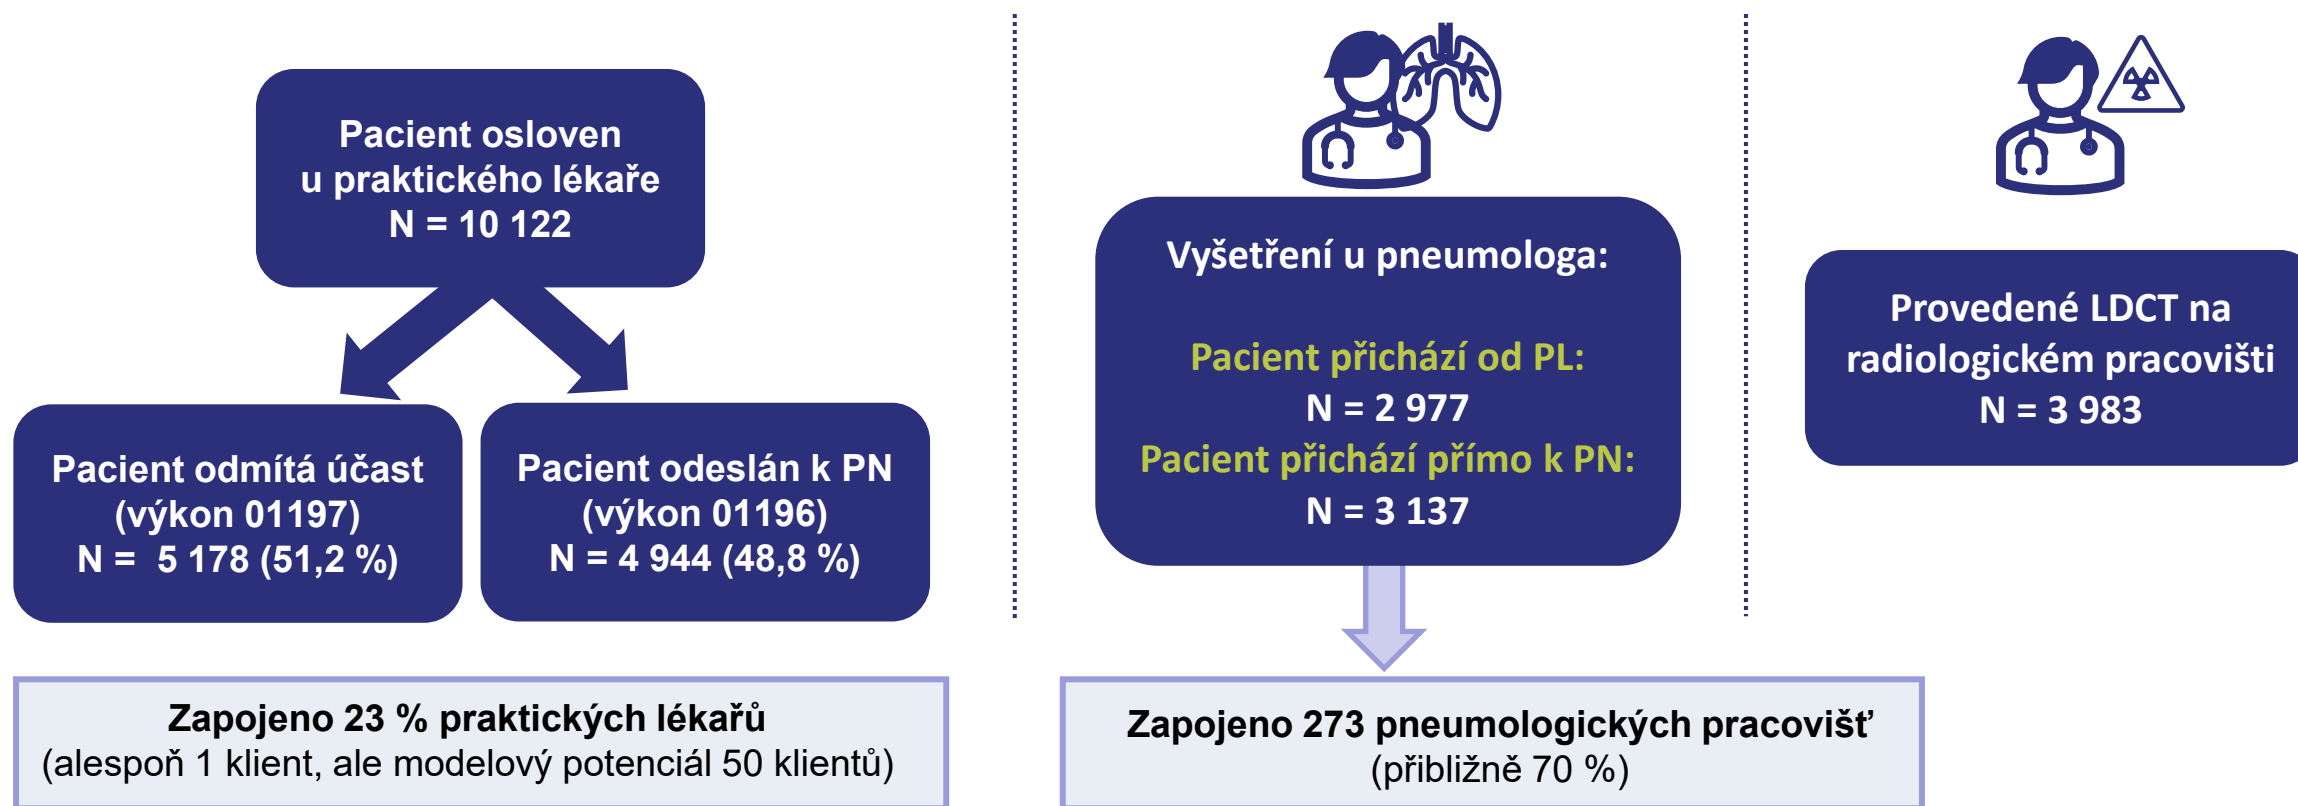 Pacient osloven
u praktického lékaře
N = 10 122
Pacient odmítá účast
(výkon 01197)
N =  5 178 (51,2 %)
Pacient odeslán k PN
(výkon 01196)
N = 4 944 (48,8 %)
Zapojeno 23 % praktických lékařů
(alespoň 1 klient, ale modelový potenciál 50 klientů)
Vyšetření u pneumologa:
Pacient přichází od PL:
N = 2 977
Pacient přichází přímo k PN:
N = 3 137
Zapojeno 273 pneumologických pracovišť
(přibližně 70 %)
Provedené LDCT na
radiologickém pracovišti
N = 3 983